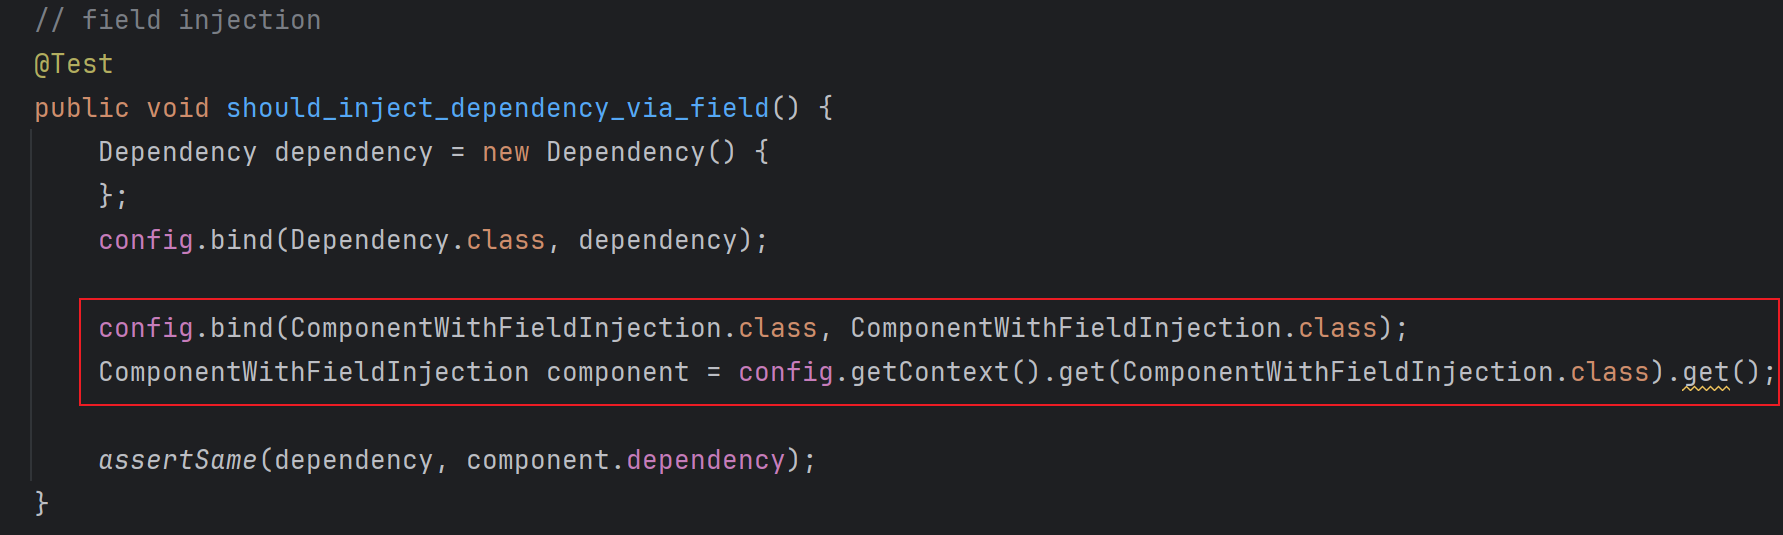 // field injection
@Test
public void should_inject_dependency_via_field() {
Dependency dependency = new Dependency() {
};
config.bind(Dependency.class, dependency);
config.bind(ComponentWithFieldInjection.class, ComponentWithFieldInjection.class);
ComponentWithFieldInjection component = config.getContext().get(ComponentWithFieldInjection.class).get();
assertSame(dependency, component.dependency);
}